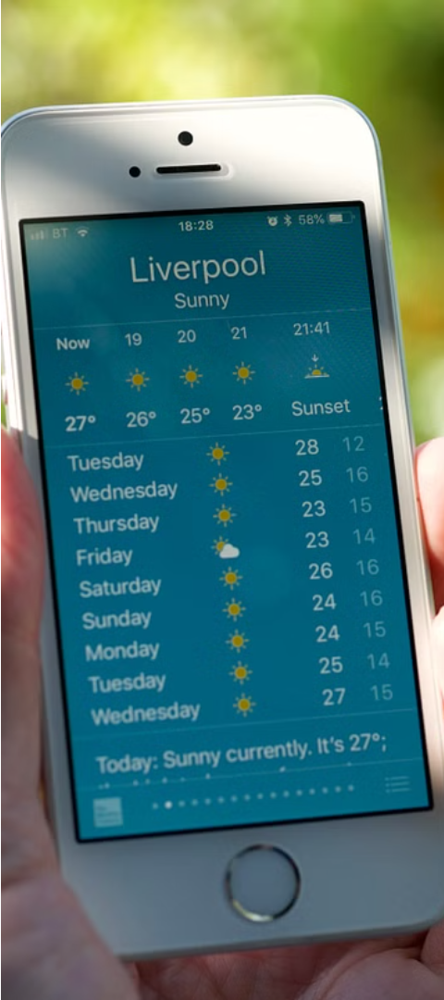 BT 18:28 58%
Liverpool
Sunny
Now 19 20 21 21:41
27° 26° 25° 23° Sunset
Tuesday 28 12
Wednesday 25 16
Thursday 23 15
Friday 23 14
Saturday 26 16
Sunday 24 16
Monday 24 15
Tuesday 25 14
Wednesday 27 15
Today: Sunny currently. It's 27°;